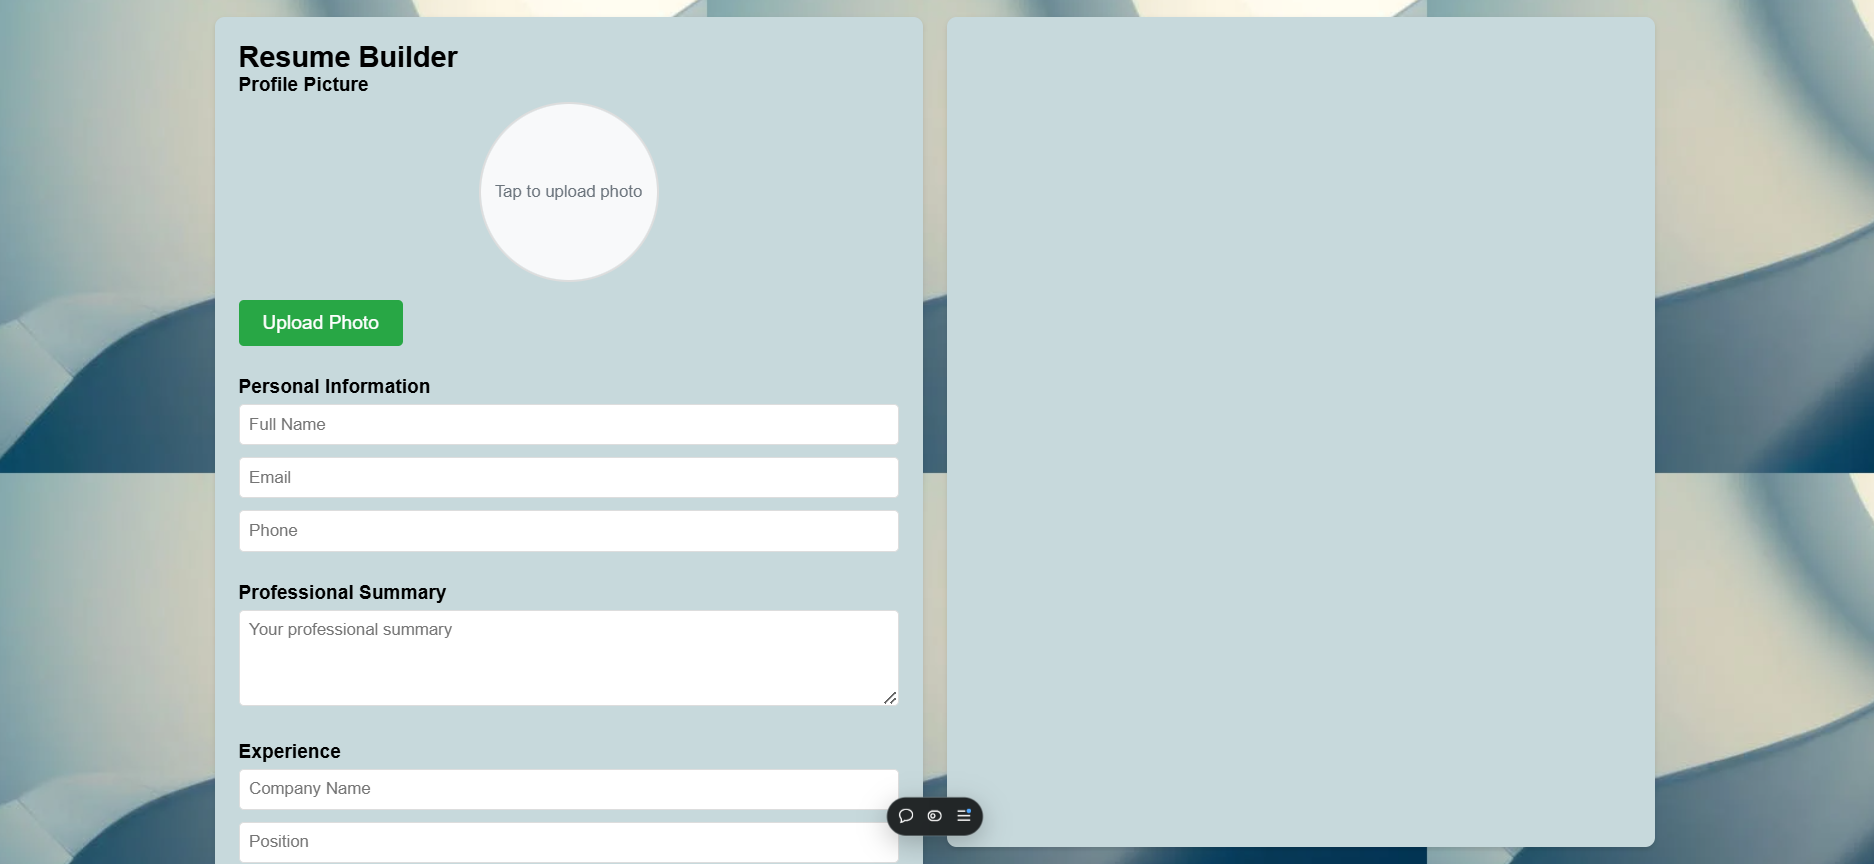 Resume Builder
Profile Picture
Tap to upload photo
Upload Photo
Personal Information
Full Name
Email
Phone
Professional Summary
Your professional summary
Experience
Company Name
Position